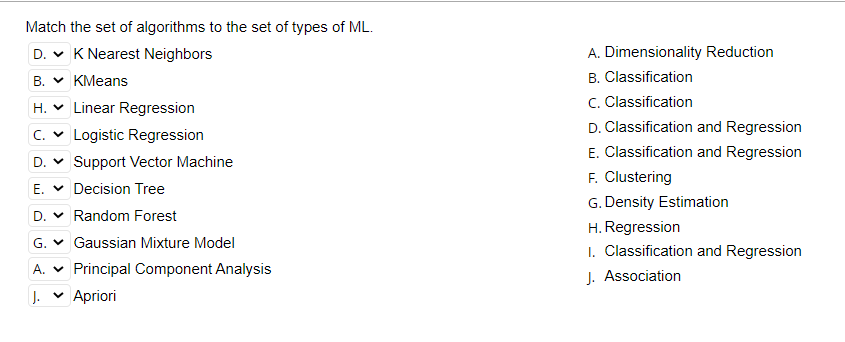 Match the set of algorithms to the set of types of ML.
D. K Nearest Neighbors
B. KMeans
H. Linear Regression
C. Logistic Regression
D. Support Vector Machine
E. Decision Tree
D. Random Forest
G. Gaussian Mixture Model
A. Principal Component Analysis
J. Apriori
A. Dimensionality Reduction
B. Classification
C. Classification
D. Classification and Regression
E. Classification and Regression
F. Clustering
G. Density Estimation
H. Regression
I. Classification and Regression
J. Association